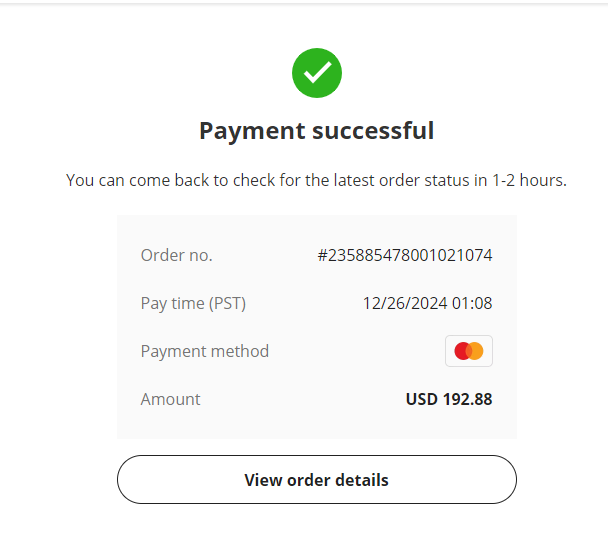 Payment successful
You can come back to check for the latest order status in 1-2 hours.
Order no. #235885478001021074
Pay time (PST) 12/26/2024 01:08
Payment method
Amount USD 192.88
View order details